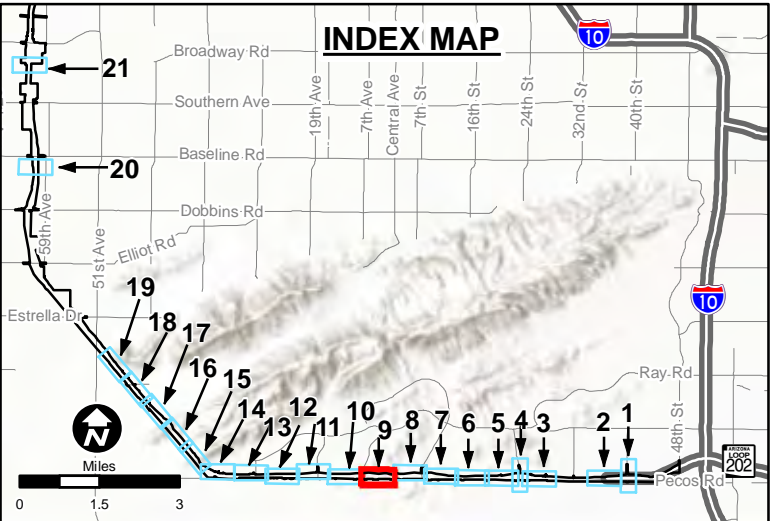 INDEX MAP
10
Broadway Rd
21
Southern Ave
19th Ave
7th Ave
Central Ave
7th St
16th St
24th St
32nd St
40th St
Baseline Rd
20
Dobbins Rd
59th Ave
51st Ave
Elliot Rd
Estrella Dr
19
18
17
16
15
14
13
12
11
10
9
8
7
6
5
4
3
2
1
10
Ray Rd
48th St
ARIZONA
LOOP
202
Pecos Rd
N
Miles
0 1.5 3